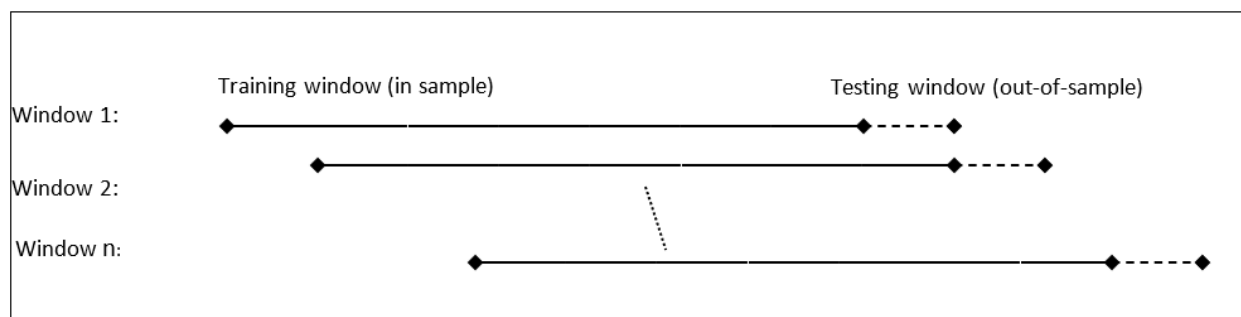 Training window (in sample)
Testing window (out-of-sample)
Window 1:
Window 2:
Window n: